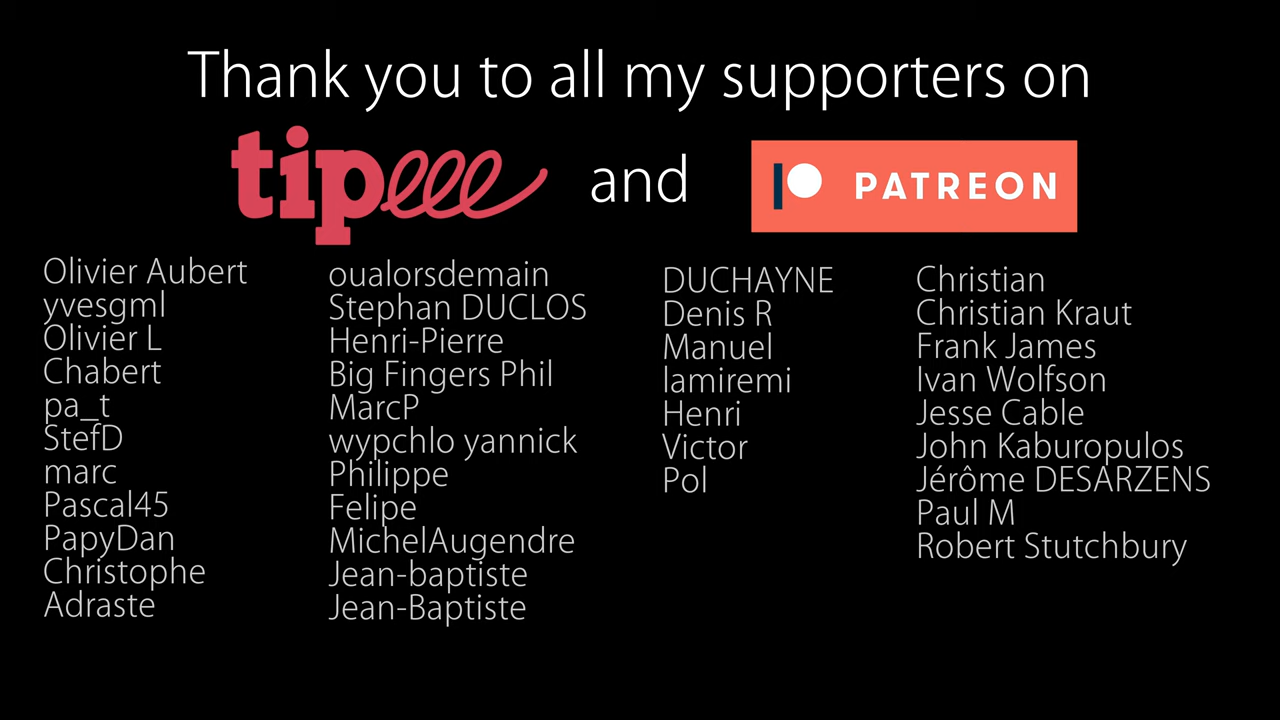 Thank you to all my supporters on
tipeee and PATREON
Olivier Aubert
yvesgml
Olivier L
Chabert
pa_t
StefD
marc
Pascal45
PapyDan
Christophe
Adraste
oualorsdemain
Stephan DUCLOS
Henri-Pierre
Big Fingers Phil
MarcP
wypchlo yannick
Philippe
Felipe
MichelAugendre
Jean-baptiste
Jean-Baptiste
DUCHAYNE
Denis R
Manuel
lamiremi
Henri
Victor
Pol
Christian
Christian Kraut
Frank James
Ivan Wolfson
Jesse Cable
John Kaburopulos
Jérôme DESARZENS
Paul M
Robert Stutchbury